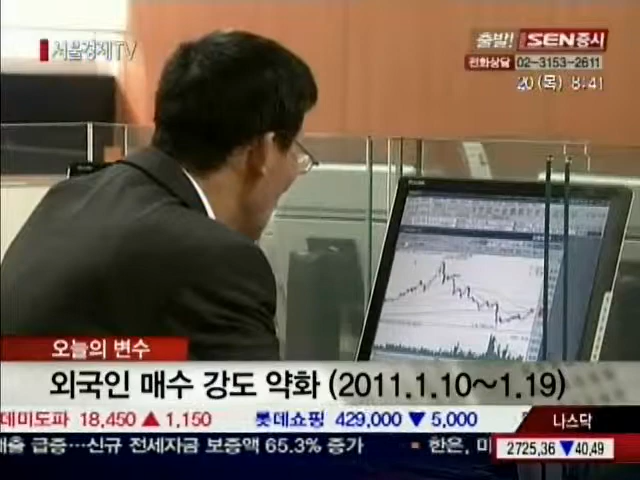 서울경제TV
출발! SEN증시
전화상담 02-3153-2611
20(목) 8:41
오늘의 변수
외국인 매수 강도 약화 (2011.1.10~1.19)
데미도파 18,450 ▲ 1,150 롯데쇼핑 429,000 ▼ 5,000
나스닥
매출 급증…신규 전세자금 보증액 65.3% 증가 ▪ 한은, 미
2725,36 ▼40,49